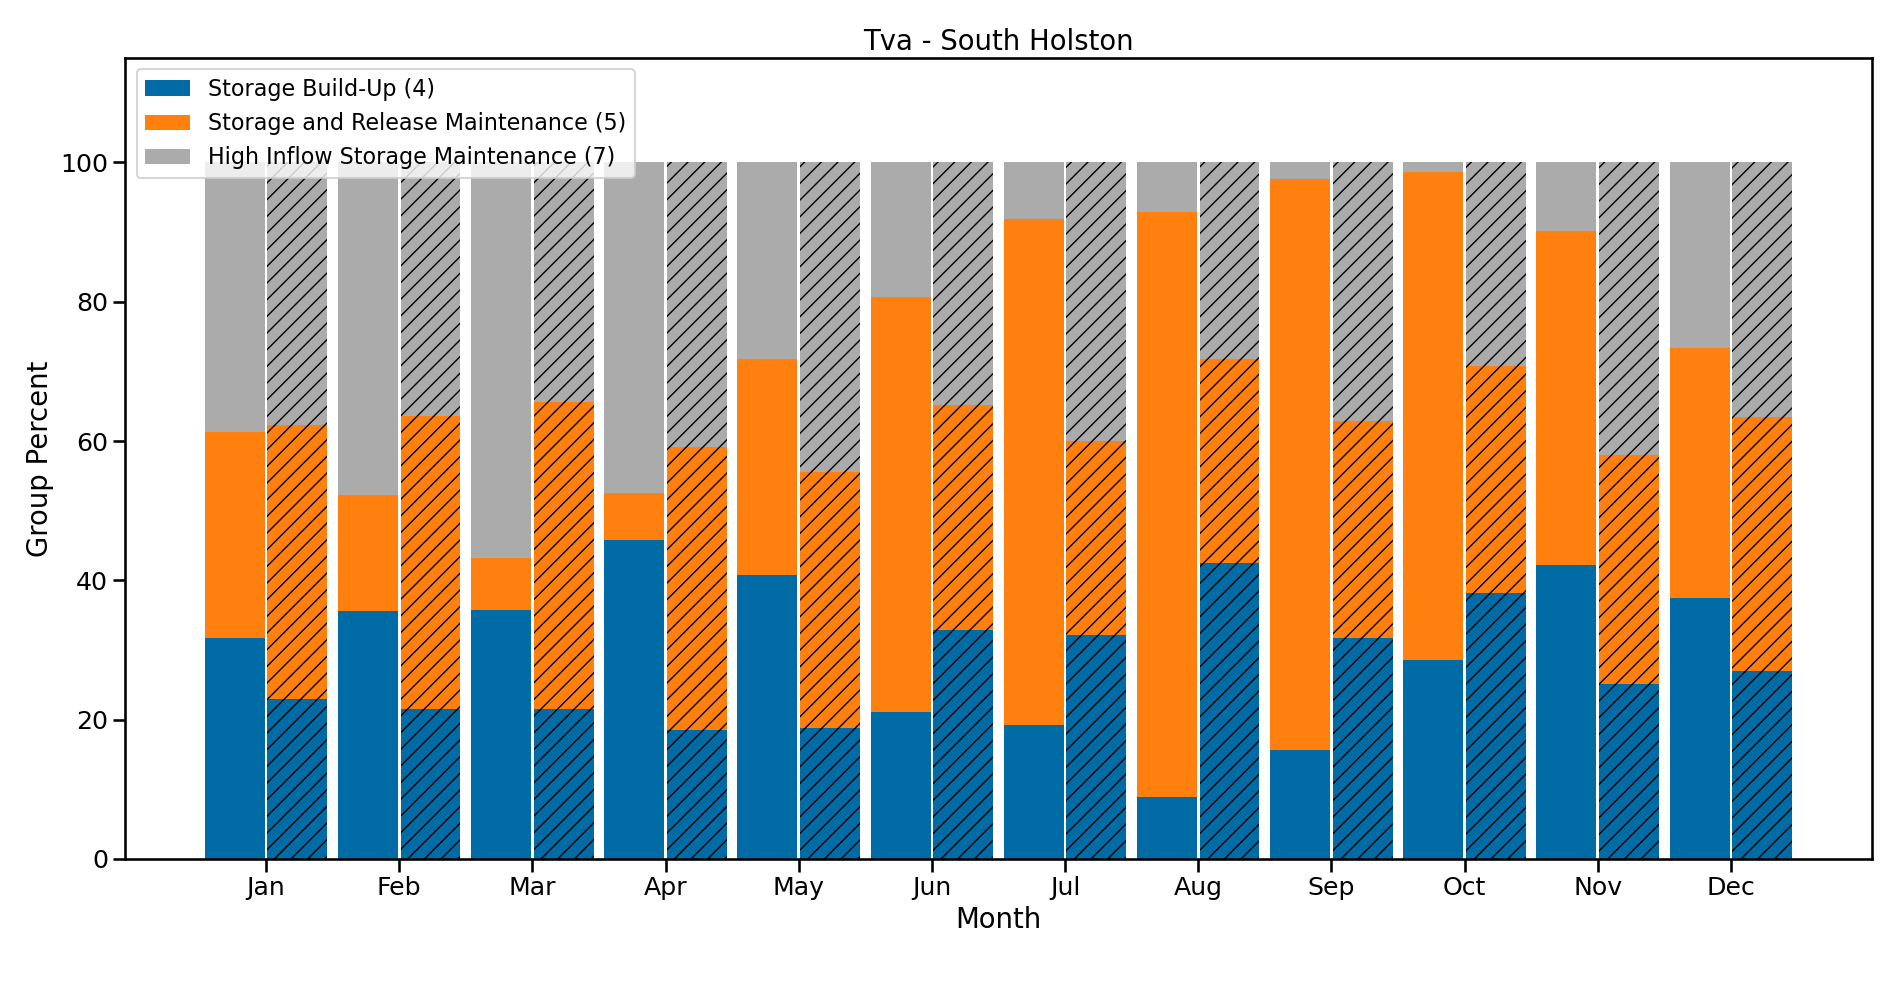 Tva - South Holston
Storage Build-Up (4)
Storage and Release Maintenance (5)
High Inflow Storage Maintenance (7)
100
80
60
40
20
0
Group Percent
Jan Feb Mar Apr May Jun Jul Aug Sep Oct Nov Dec
Month